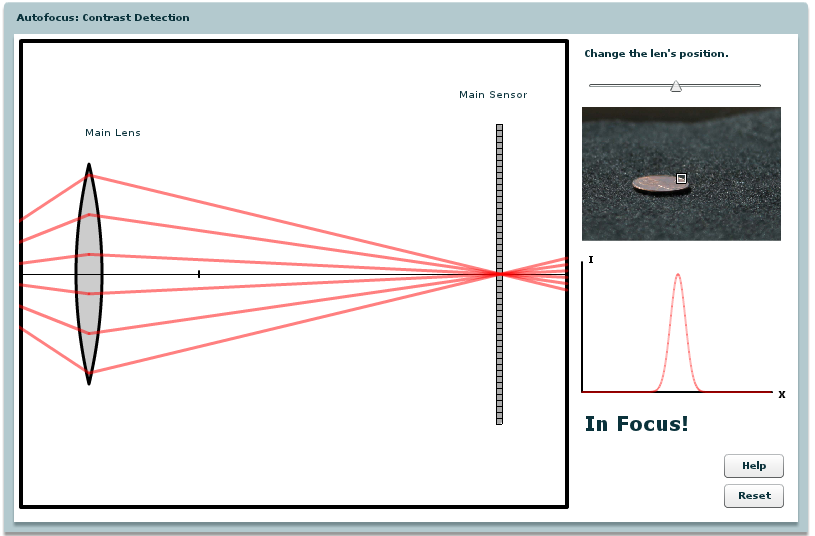 Autofocus: Contrast Detection
Change the len's position.
Main Sensor
Main Lens
I
X
In Focus!
Help
Reset